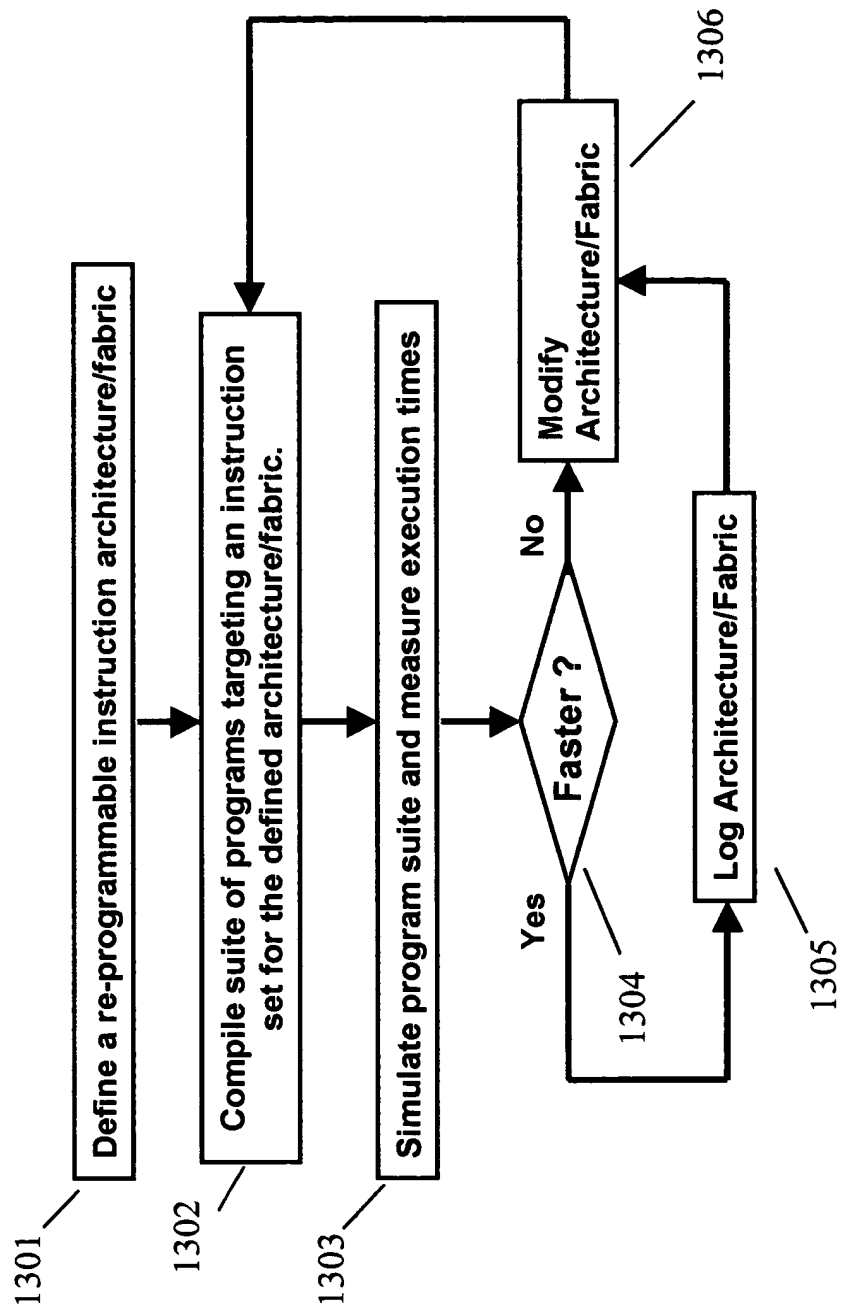 1301
Define a re-programmable instruction architecture/fabric
1302
Compile suite of programs targeting an instruction
set for the defined architecture/fabric.
1303
Simulate program suite and measure execution times
Faster ?
1304
Yes
No
Log Architecture/Fabric
1305
Modify
Architecture/Fabric
1306